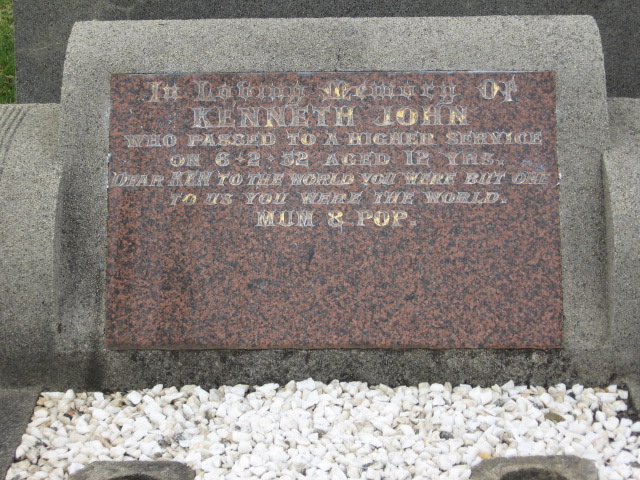 In Loving Memory Of
KENNETH JOHN
WHO PASSED TO A HIGHER SERVICE
ON 6-2-52 AGED 12 YRS.
DEAR KEN TO THE WORLD YOU WERE BUT ONE
TO US YOU WERE THE WORLD.
MUM & POP.